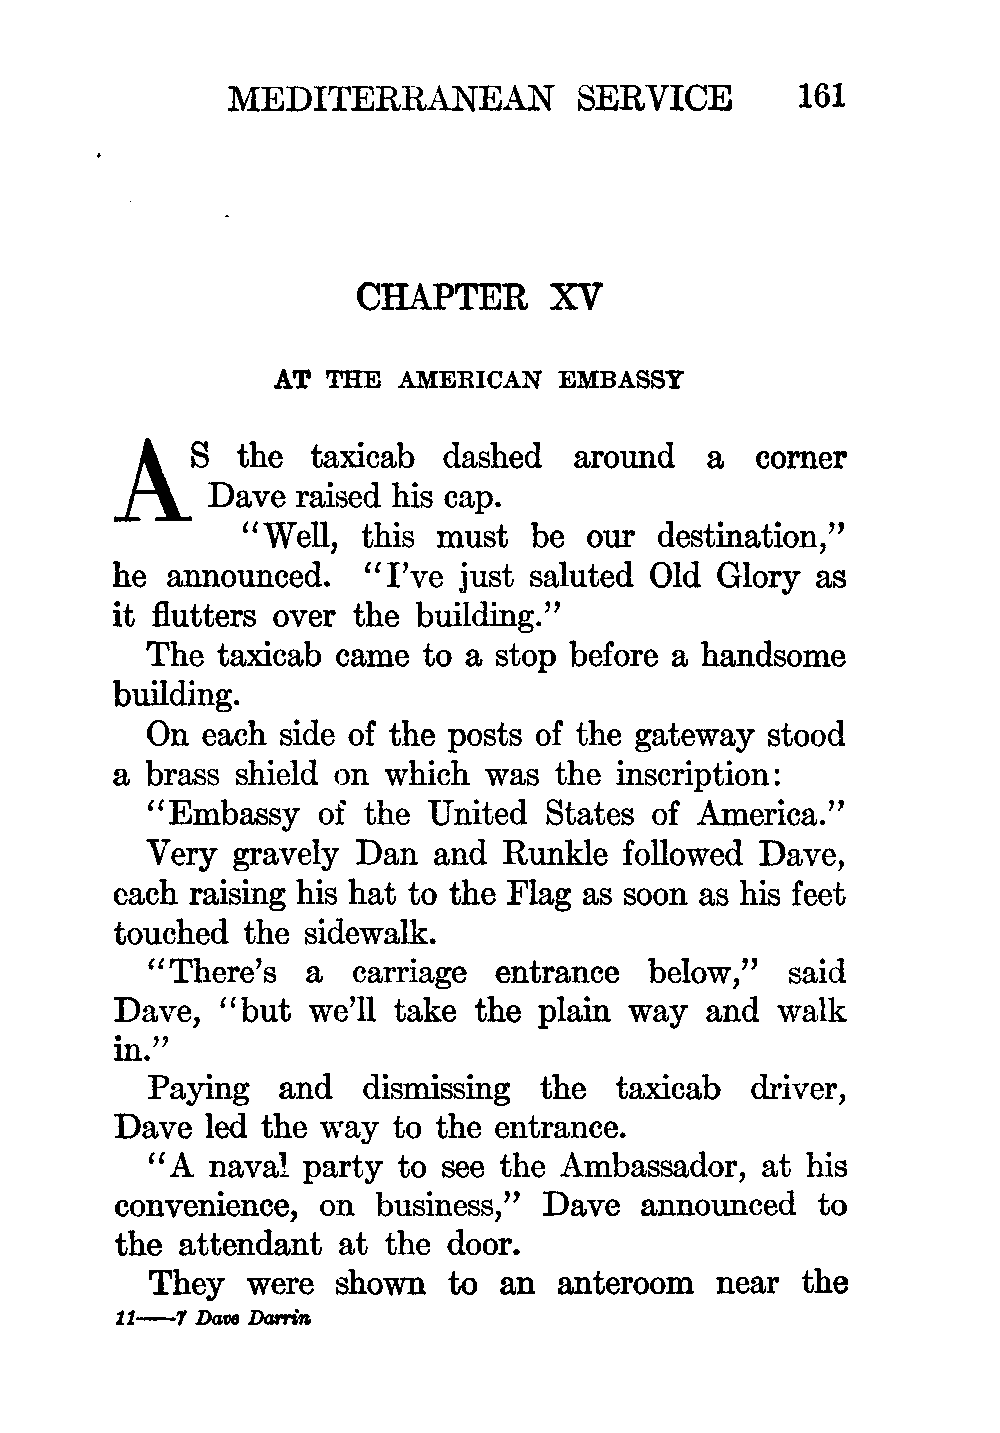 MEDITERRANEAN SERVICE 161
CHAPTER XV
AT THE AMERICAN EMBASSY
AS the taxicab dashed around a corner
Dave raised his cap.
"Well, this must be our destination,"
he announced. "I've just saluted Old Glory as
it flutters over the building."
The taxicab came to a stop before a handsome
building.
On each side of the posts of the gateway stood
a brass shield on which was the inscription:
"Embassy of the United States of America."
Very gravely Dan and Runkle followed Dave,
each raising his hat to the Flag as soon as his feet
touched the sidewalk.
"There's a carriage entrance below," said
Dave, "but we'll take the plain way and walk
in."
Paying and dismissing the taxicab driver,
Dave led the way to the entrance.
"A naval party to see the Ambassador, at his
convenience, on business," Dave announced to
the attendant at the door.
They were shown to an anteroom near the
11—7 Dave Darrin